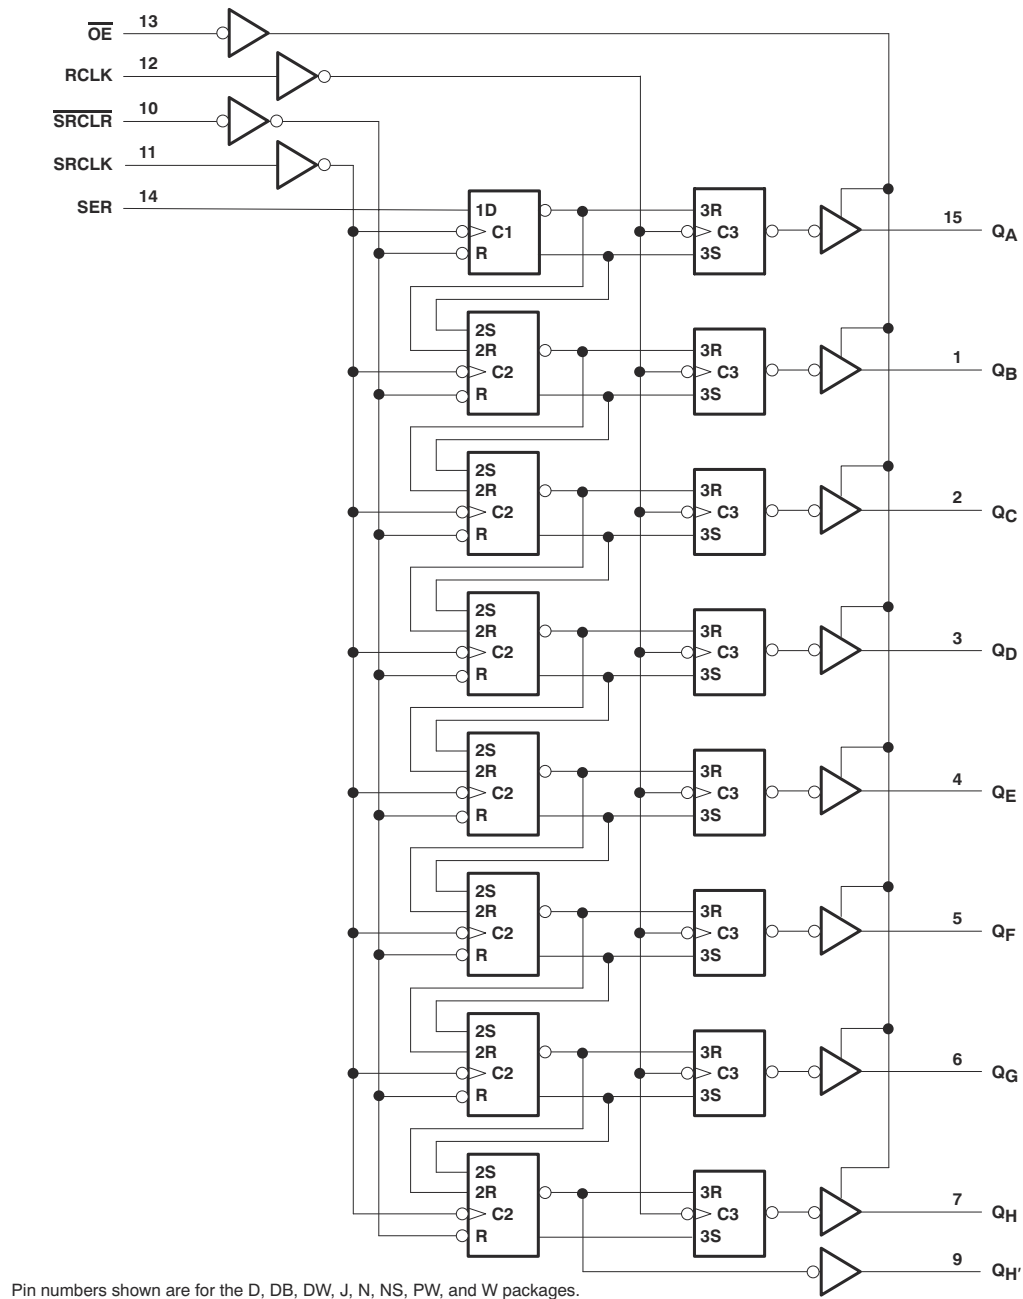 OE 13
RCLK 12
SRCLR 10
SRCLK 11
SER 14
1D 3R
C1 C3 15 QA
R 3S
2S
2R 3R
C2 C3 1 QB
R 3S
2S
2R 3R
C2 C3 2 QC
R 3S
2S
2R 3R
C2 C3 3 QD
R 3S
2S
2R 3R
C2 C3 4 QE
R 3S
2S
2R 3R
C2 C3 5 QF
R 3S
2S
2R 3R
C2 C3 6 QG
R 3S
2S
2R 3R
C2 C3 7 QH
R 3S
9 QH'
Pin numbers shown are for the D, DB, DW, J, N, NS, PW, and W packages.